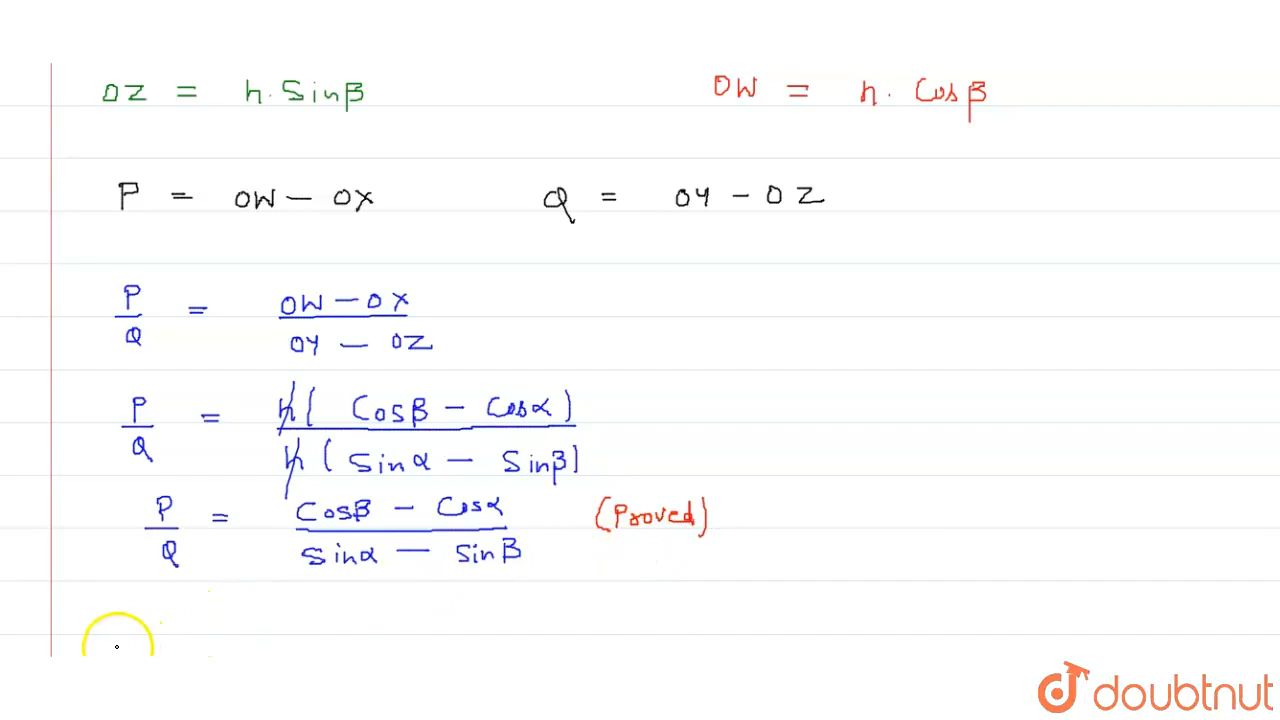 OZ = h. Sinβ OW = h. Cosβ
P = OW - OX Q = OY - OZ
P/Q = OW - OX / OY - OZ
P/Q = h( Cosβ - Cosα) / h( Sinα - Sinβ)
P/Q = Cosβ - Cosα / Sinα - SinB (Proved)
doubtnut